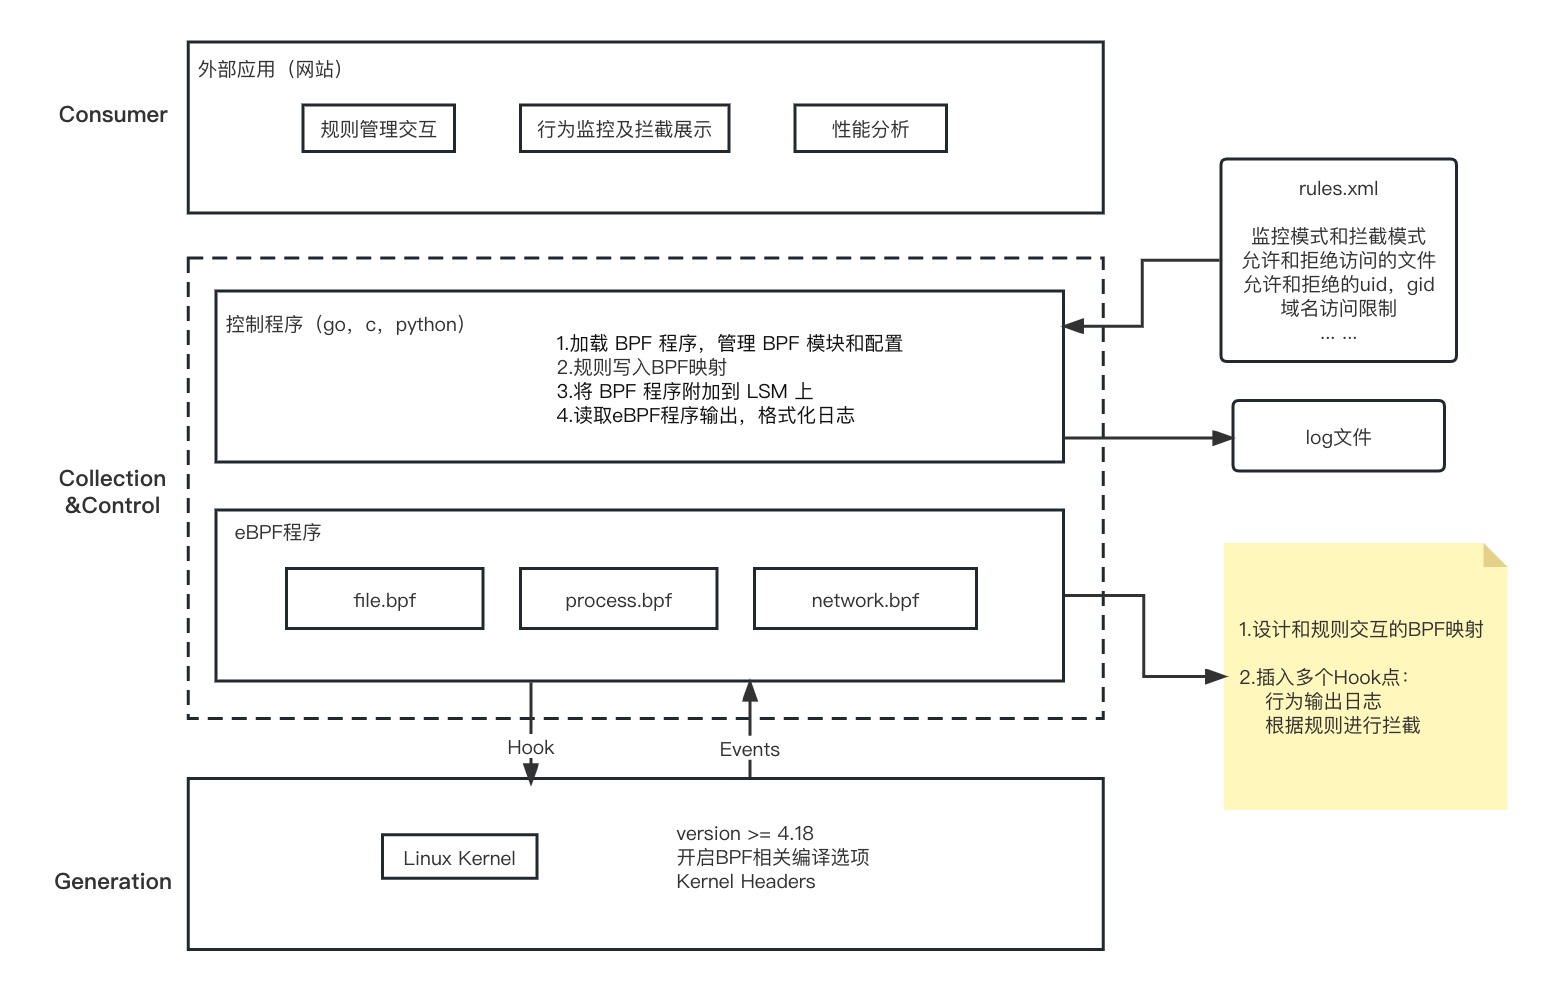 Consumer
外部应用（网站）
规则管理交互
行为监控及拦截展示
性能分析
rules.xml
监控模式和拦截模式
允许和拒绝访问的文件
允许和拒绝的uid，gid
域名访问限制
... ...
Collection
&Control
控制程序（go，c，python）
1.加载 BPF 程序，管理 BPF 模块和配置
2.规则写入BPF映射
3.将 BPF 程序附加到 LSM 上
4.读取eBPF程序输出，格式化日志
log文件
eBPF程序
file.bpf
process.bpf
network.bpf
1.设计和规则交互的BPF映射
2.插入多个Hook点：
行为输出日志
根据规则进行拦截
Hook
Events
Generation
Linux Kernel
version >= 4.18
开启BPF相关编译选项
Kernel Headers